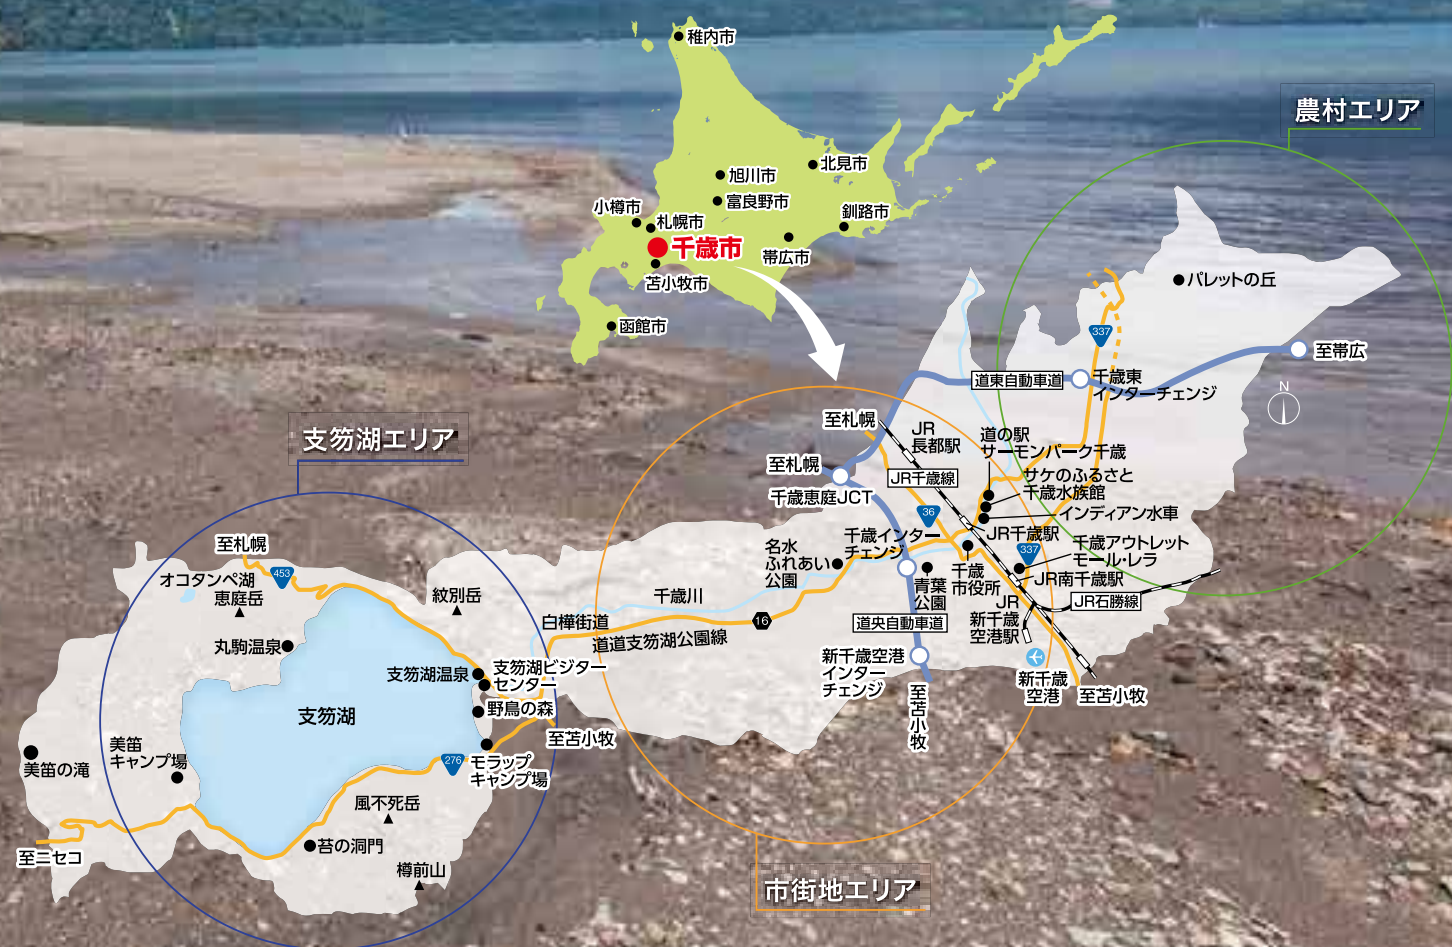 稚内市
北見市
旭川市
富良野市
小樽市
札幌市
釧路市
千歳市
帯広市
苫小牧市
函館市
農村エリア
パレットの丘
337
至帯広
道東自動車道
千歳東
インターチェンジ
N
至札幌
JR
長都駅
道の駅
サーモンパーク千歳
至札幌
千歳恵庭JCT
JR千歳線
サケのふるさと
千歳水族館
インディアン水車
36
千歳インター
チェンジ
JR千歳駅
337
千歳アウトレット
モール・レラ
名水
ふれあい
公園
青葉
公園
千歳
市役所
JR南千歳駅
JR石勝線
JR
新千歳
空港駅
千歳川
16
道央自動車道
白樺街道
道道支笏湖公園線
新千歳空港
インター
チェンジ
新千歳
空港
至苫小牧
至苫小牧
市街地エリア
支笏湖エリア
至札幌
453
オコタンペ湖
恵庭岳
紋別岳
丸駒温泉
支笏湖温泉
支笏湖ビジター
センター
野鳥の森
支笏湖
至苫小牧
美笛の滝
美笛
キャンプ場
276
モラップ
キャンプ場
風不死岳
苔の洞門
樽前山
至ニセコ